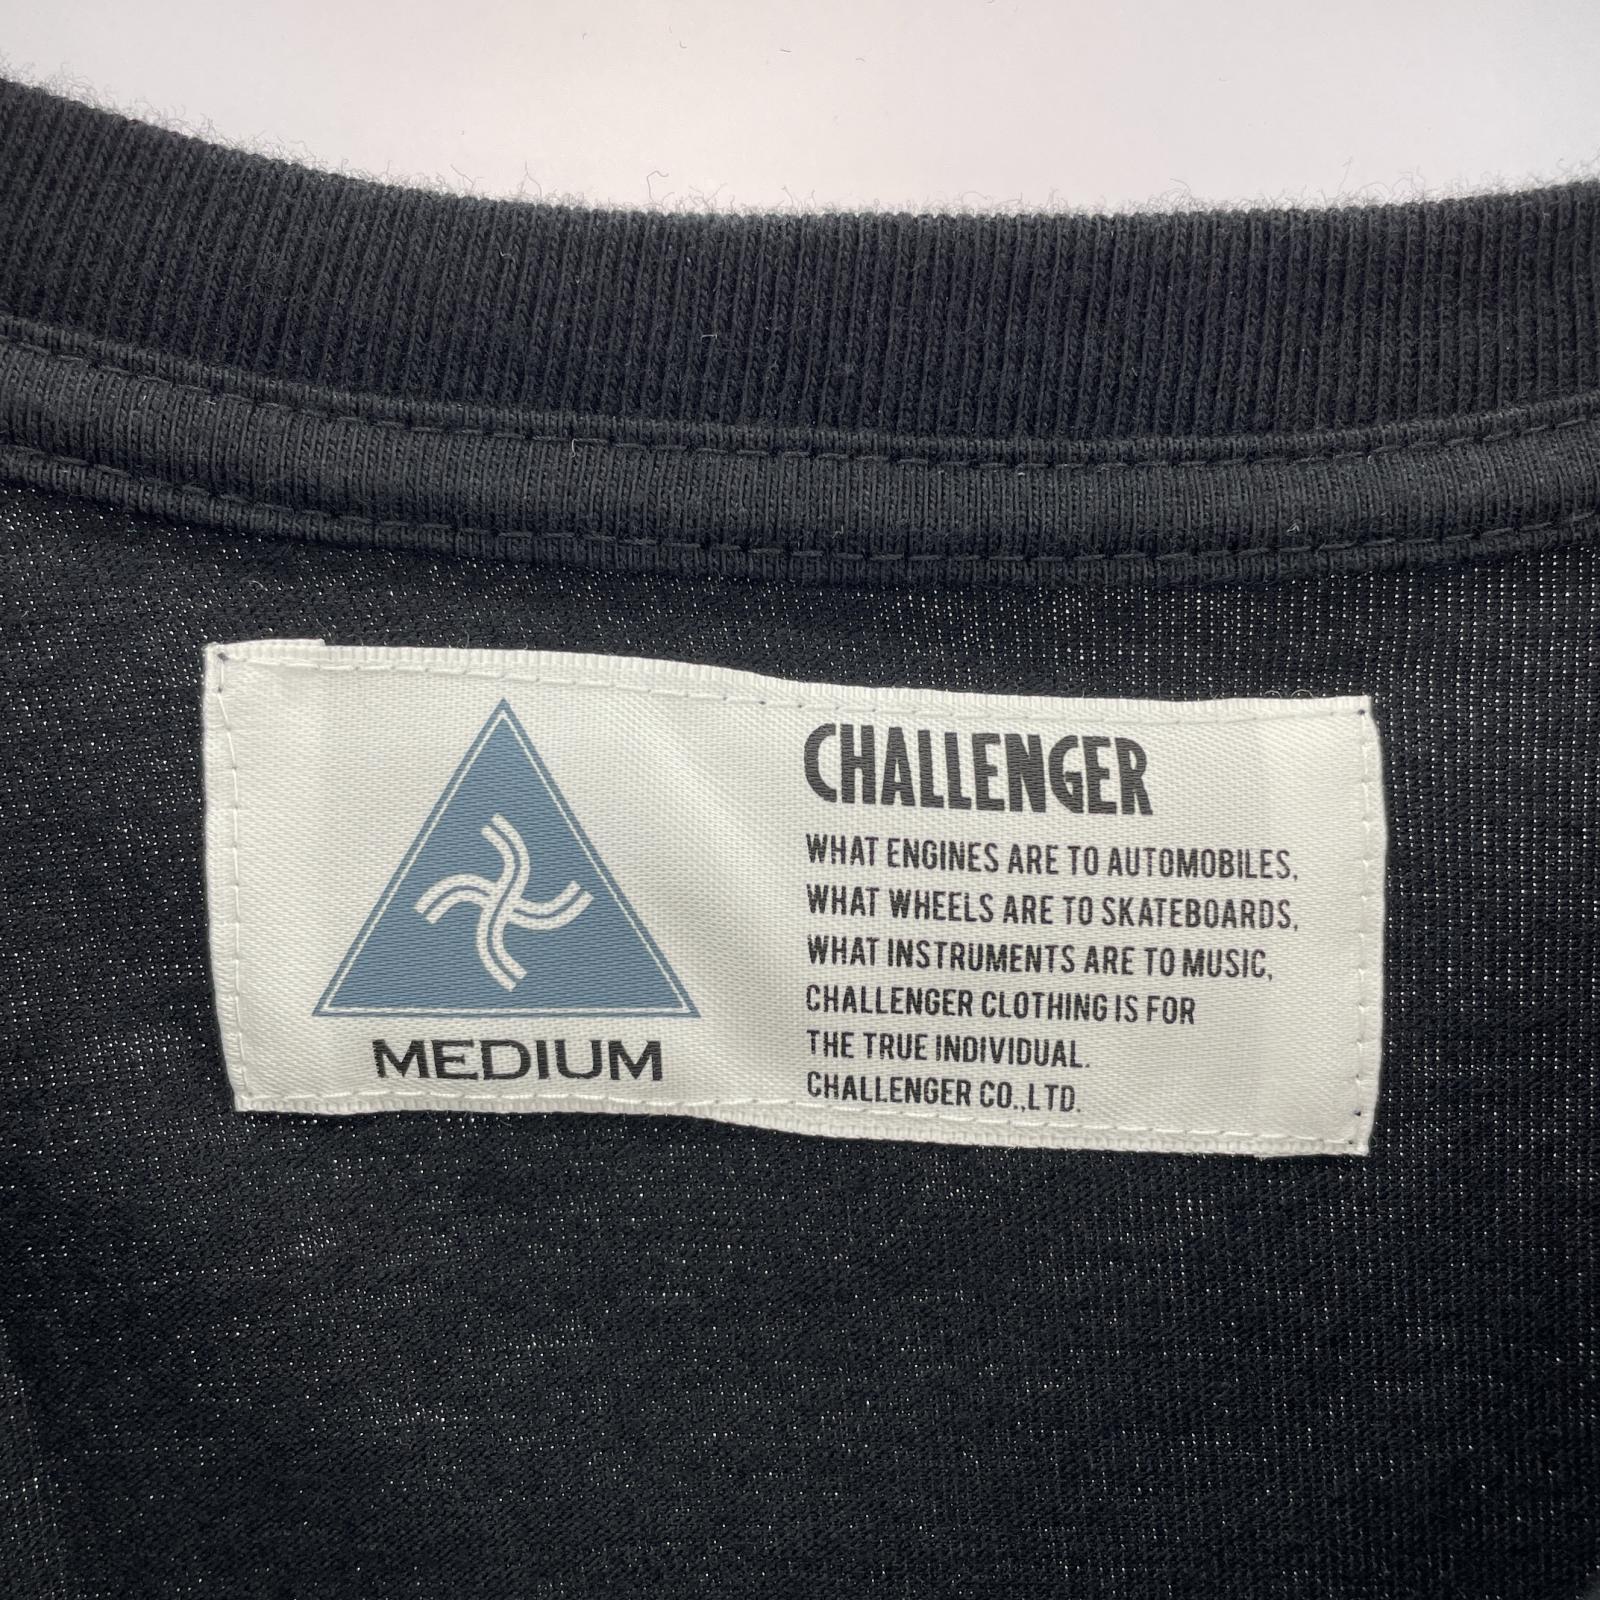 CHALLENGER
WHAT ENGINES ARE TO AUTOMOBILES,
WHAT WHEELS ARE TO SKATEBOARDS,
WHAT INSTRUMENTS ARE TO MUSIC,
CHALLENGER CLOTHING IS FOR
THE TRUE INDIVIDUAL.
CHALLENGER CO.,LTD.
MEDIUM